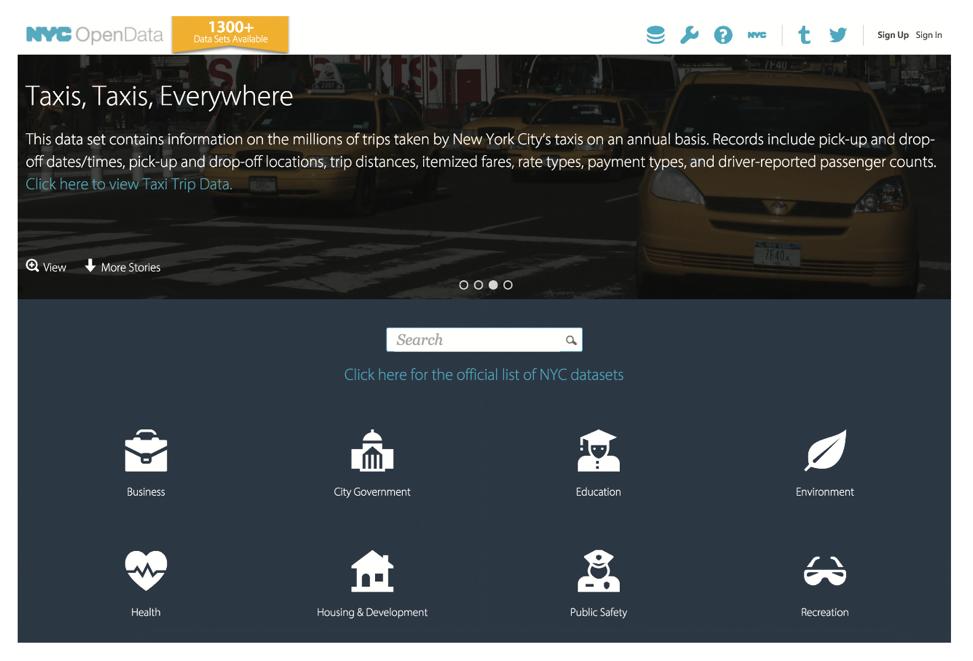 NYC OpenData
1300+
Data Sets Available
NYC
Sign Up Sign In
Taxis, Taxis, Everywhere
This data set contains information on the millions of trips taken by New York City's taxis on an annual basis. Records include pick-up and drop-
off dates/times, pick-up and drop-off locations, trip distances, itemized fares, rate types, payment types, and driver-reported passenger counts.
Click here to view Taxi Trip Data.
7F40
View More Stories
Search
Click here for the official list of NYC datasets
Business City Government Education Environment
Health Housing & Development Public Safety Recreation